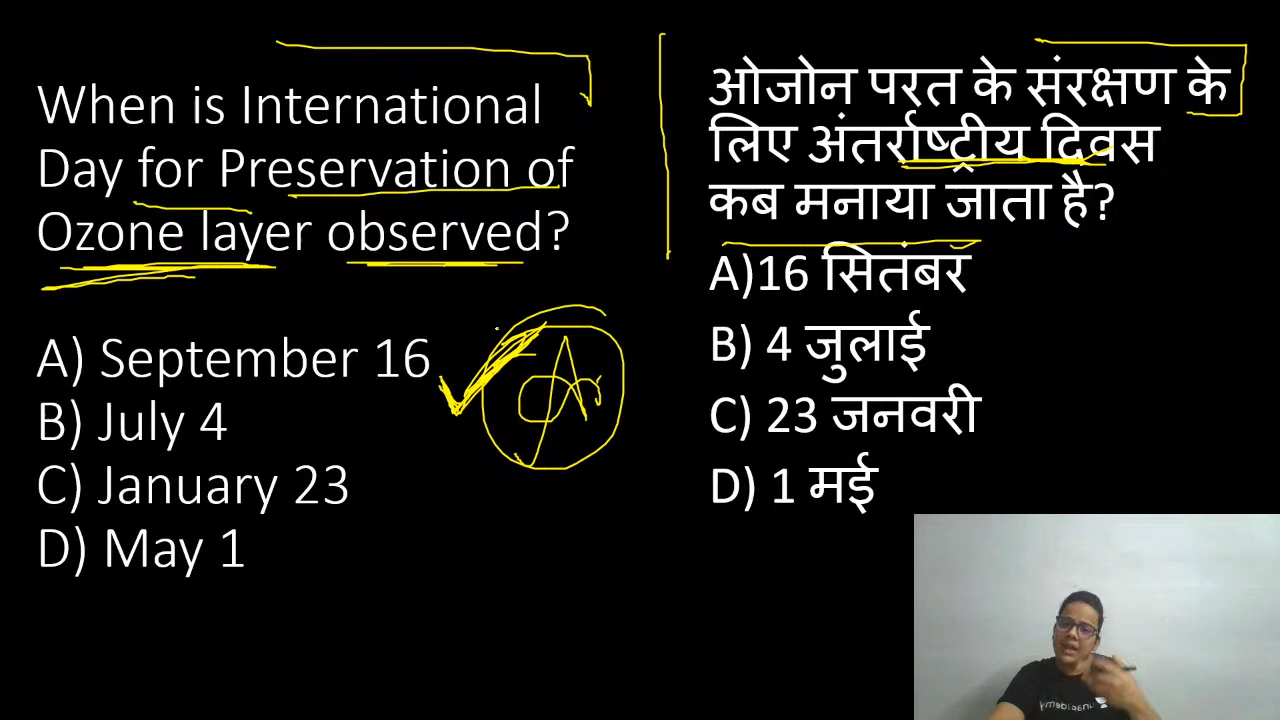 When is International
Day for Preservation of
Ozone layer observed?
A) September 16
B) July 4
C) January 23
D) May 1
A
ओजोन परत के संरक्षण के
लिए अंतर्राष्ट्रीय दिवस
कब मनाया जाता है?
A)16 सितंबर
B) 4 जुलाई
C) 23 जनवरी
D) 1 मई